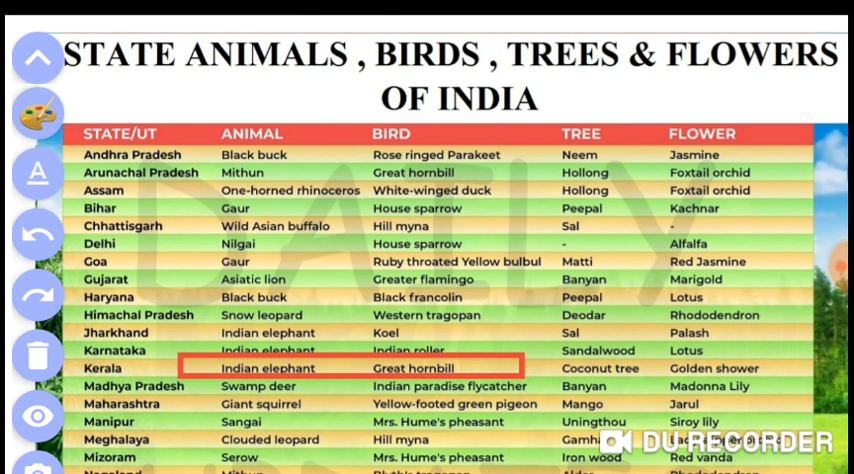 STATE ANIMALS , BIRDS , TREES & FLOWERS
OF INDIA
STATE/UT ANIMAL BIRD TREE FLOWER
Andhra Pradesh Black buck Rose ringed Parakeet Neem Jasmine
Arunachal Pradesh Mithun Great hornbill Hollong Foxtail orchid
Assam One-horned rhinoceros White-winged duck Hollong Foxtail orchid
Bihar Gaur House sparrow Peepal Kachnar
Chhattisgarh Wild Asian buffalo Hill myna Sal -
Delhi Nilgai House sparrow - Alfalfa
Goa Gaur Ruby throated Yellow bulbul Matti Red Jasmine
Gujarat Asiatic lion Greater flamingo Banyan Marigold
Haryana Black buck Black francolin Peepal Lotus
Himachal Pradesh Snow leopard Western tragopan Deodar Rhododendron
Jharkhand Indian elephant Koel Sal Palash
Karnataka Indian elephant Indian roller Sandalwood Lotus
Kerala Indian elephant Great hornbill Coconut tree Golden shower
Madhya Pradesh Swamp deer Indian paradise flycatcher Banyan Madonna Lily
Maharashtra Giant squirrel Yellow-footed green pigeon Mango Jarul
Manipur Sangai Mrs. Hume's pheasant Uningthou Siroy lily
Meghalaya Clouded leopard Hill myna
Mizoram Serow Mrs. Hume's pheasant Iron wood Red vanda
Mithun
DAILY
A
DU RECORDER